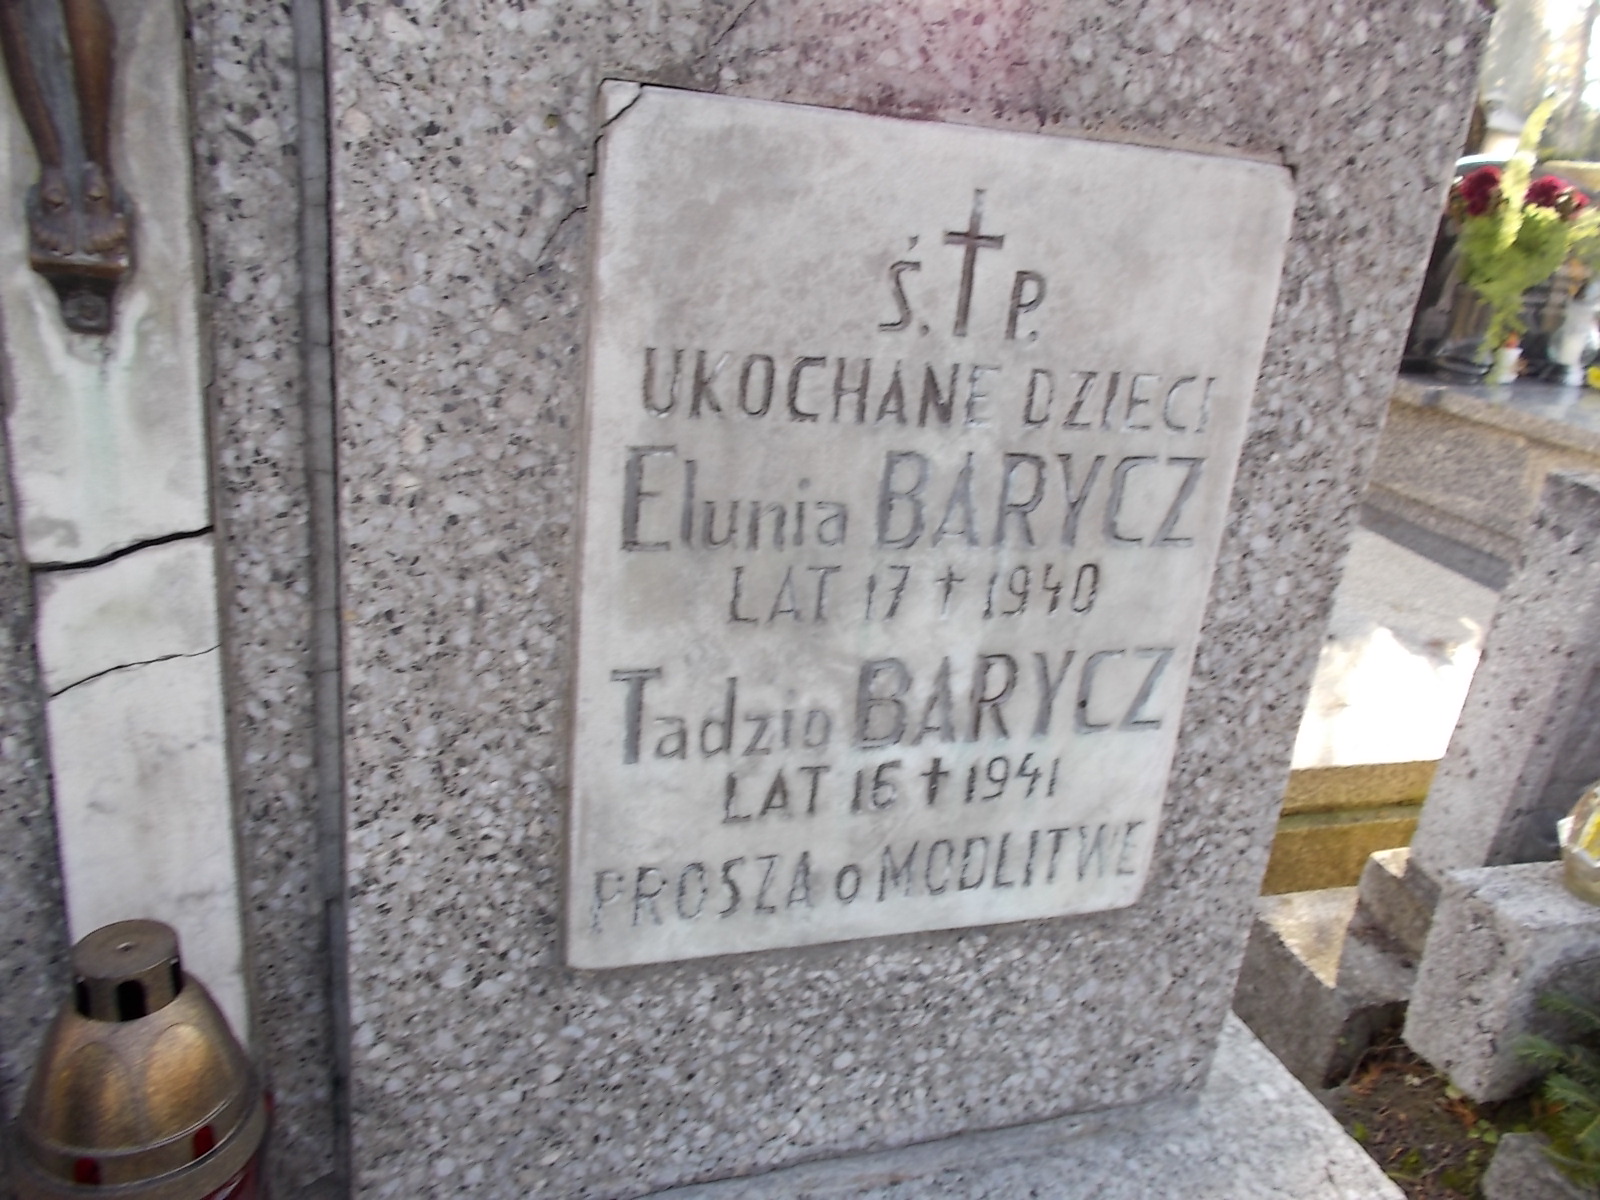 Ś. P.
UKOCHANE DZIECI
Elunia BARYCZ
LAT 17 † 1940
Tadzio BARYCZ
LAT 16 † 1941
PROSZA o MODLITWE